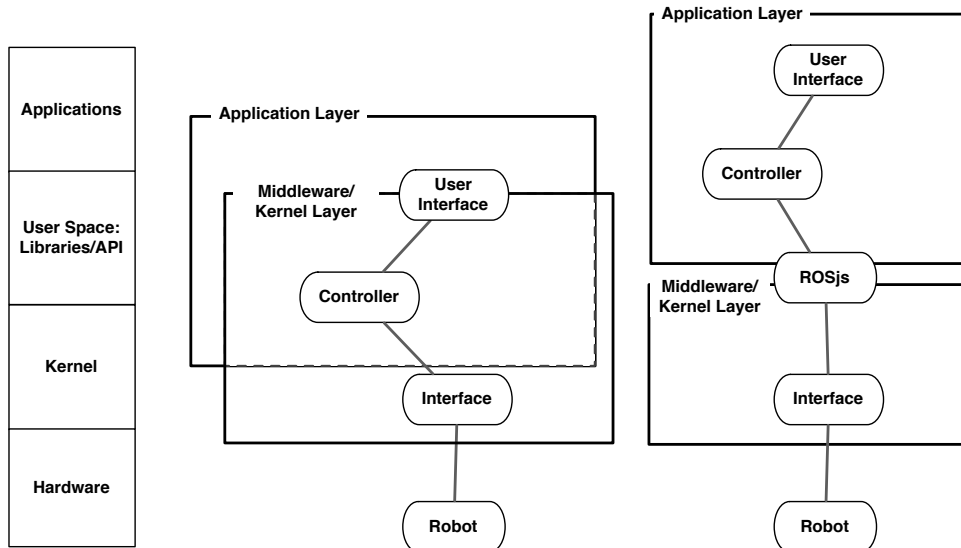 Applications
User Space:
Libraries/API
Kernel
Hardware
Application Layer
Middleware/
Kernel Layer
User
Interface
Controller
Interface
Robot
Application Layer
User
Interface
Controller
ROSjs
Middleware/
Kernel Layer
Interface
Robot